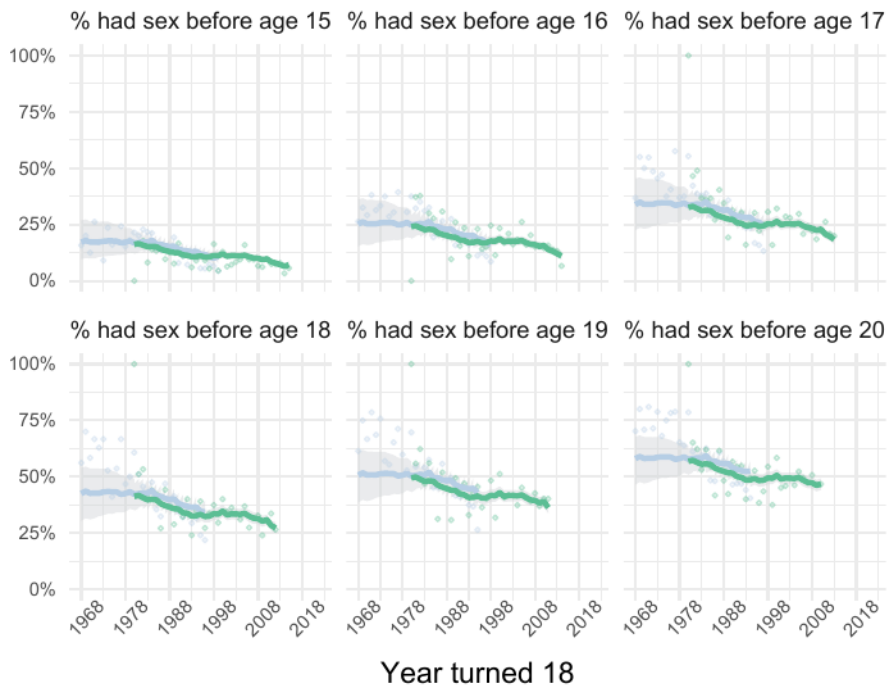 % had sex before age 15 % had sex before age 16 % had sex before age 17
100%
75%
50%
25%
0%
% had sex before age 18 % had sex before age 19 % had sex before age 20
100%
75%
50%
25%
0%
1968 1978 1988 1998 2008 2018 1968 1978 1988 1998 2008 2018 1968 1978 1988 1998 2008 2018
Year turned 18